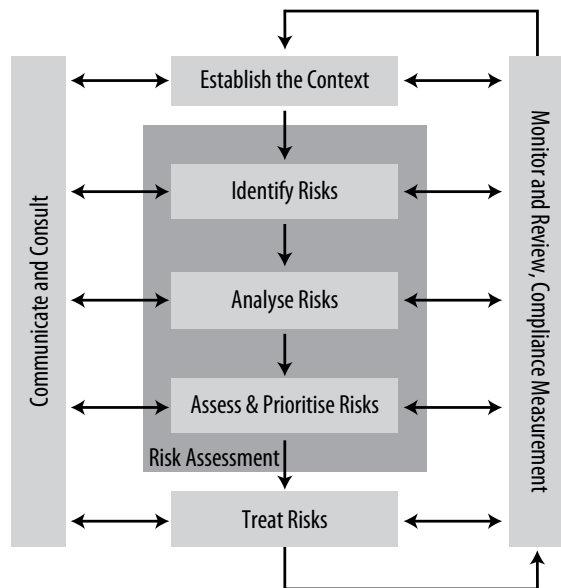 Establish the Context
Communicate and Consult
Monitor and Review, Compliance Measurement
Identify Risks
Analyse Risks
Assess & Prioritise Risks
Risk Assessment
Treat Risks